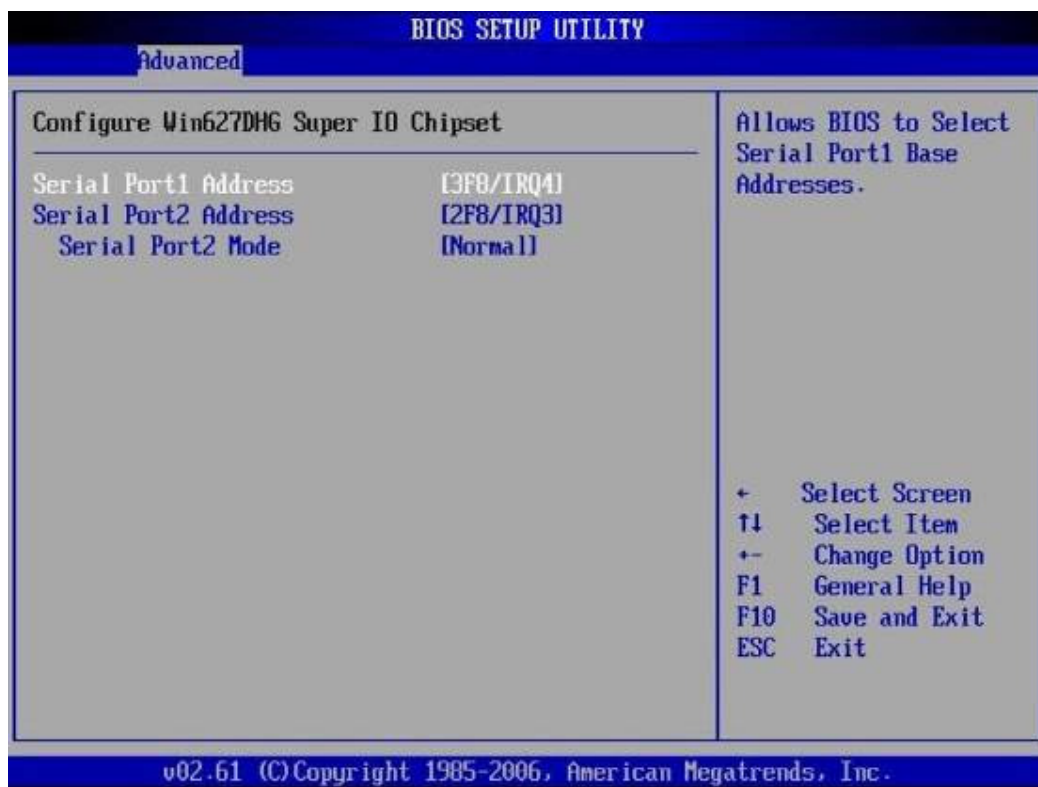 BIOS SETUP UTILITY
Advanced
Configure Win627DHG Super IO Chipset
Serial Port1 Address [3F8/IRQ4]
Serial Port2 Address [2F8/IRQ3]
Serial Port2 Mode [Normal]
Allows BIOS to Select
Serial Port1 Base
Addresses.
← Select Screen
↑↓ Select Item
+- Change Option
F1 General Help
F10 Save and Exit
ESC Exit
v02.61 (C)Copyright 1985-2006, American Megatrends, Inc.